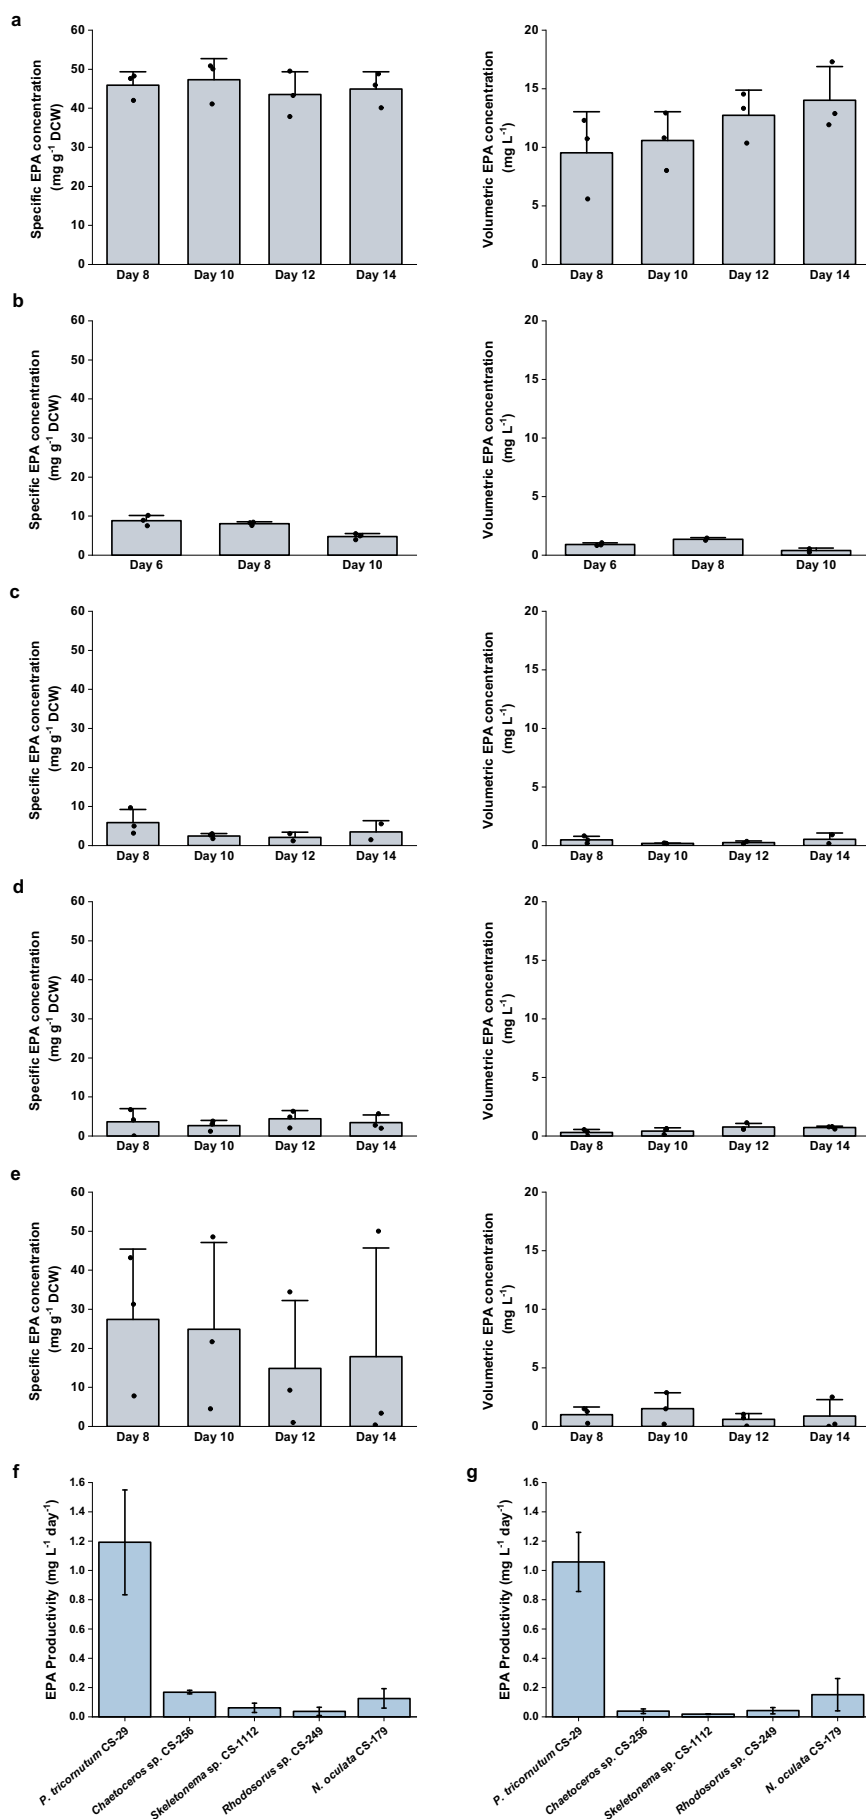 a
60
50
40
30
20
10
0
Specific EPA concentration
(mg g⁻¹ DCW)
Day 8 Day 10 Day 12 Day 14
20
15
10
5
0
Volumetric EPA concentration
(mg L⁻¹)
Day 8 Day 10 Day 12 Day 14
b
60
50
40
30
20
10
0
Specific EPA concentration
(mg g⁻¹ DCW)
Day 6 Day 8 Day 10
20
15
10
5
0
Volumetric EPA concentration
(mg L⁻¹)
Day 6 Day 8 Day 10
c
60
50
40
30
20
10
0
Specific EPA concentration
(mg g⁻¹ DCW)
Day 8 Day 10 Day 12 Day 14
20
15
10
5
0
Volumetric EPA concentration
(mg L⁻¹)
Day 8 Day 10 Day 12 Day 14
d
60
50
40
30
20
10
0
Specific EPA concentration
(mg g⁻¹ DCW)
Day 8 Day 10 Day 12 Day 14
20
15
10
5
0
Volumetric EPA concentration
(mg L⁻¹)
Day 8 Day 10 Day 12 Day 14
e
60
50
40
30
20
10
0
Specific EPA concentration
(mg g⁻¹ DCW)
Day 8 Day 10 Day 12 Day 14
20
15
10
5
0
Volumetric EPA concentration
(mg L⁻¹)
Day 8 Day 10 Day 12 Day 14
f
1.6
1.4
1.2
1.0
0.8
0.6
0.4
0.2
0.0
EPA Productivity (mg L⁻¹ day⁻¹)
P. tricornutum CS-29
Chaetoceros sp. CS-256
Skeletonema sp. CS-1112
Rhodosorus sp. CS-249
N. oculata CS-179
g
1.6
1.4
1.2
1.0
0.8
0.6
0.4
0.2
0.0
EPA Productivity (mg L⁻¹ day⁻¹)
P. tricornutum CS-29
Chaetoceros sp. CS-256
Skeletonema sp. CS-1112
Rhodosorus sp. CS-249
N. oculata CS-179